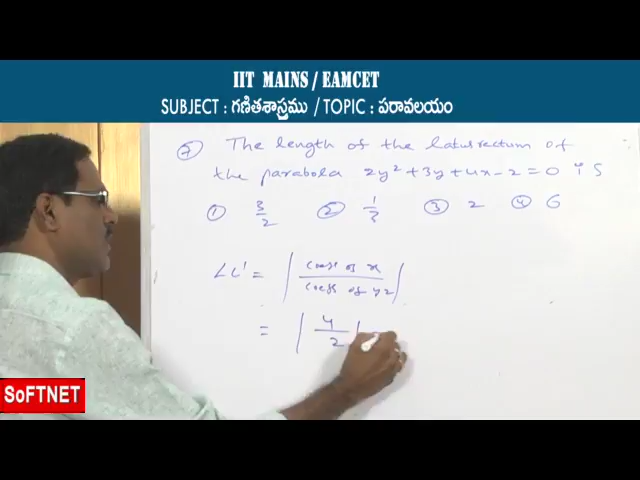 IIT MAINS / EAMCET
SUBJECT : గణితశాస్త్రము / TOPIC : పరావలయం
7 The length of the latusrectum of
the parabola 2y² + 3y + 4x - 2 = 0 is
① 3/2 ② 1/3 ③ 2 ④ 6
LL' = | coef of x / coeff of y2 |
= | 4/2 | =
SoFTNET